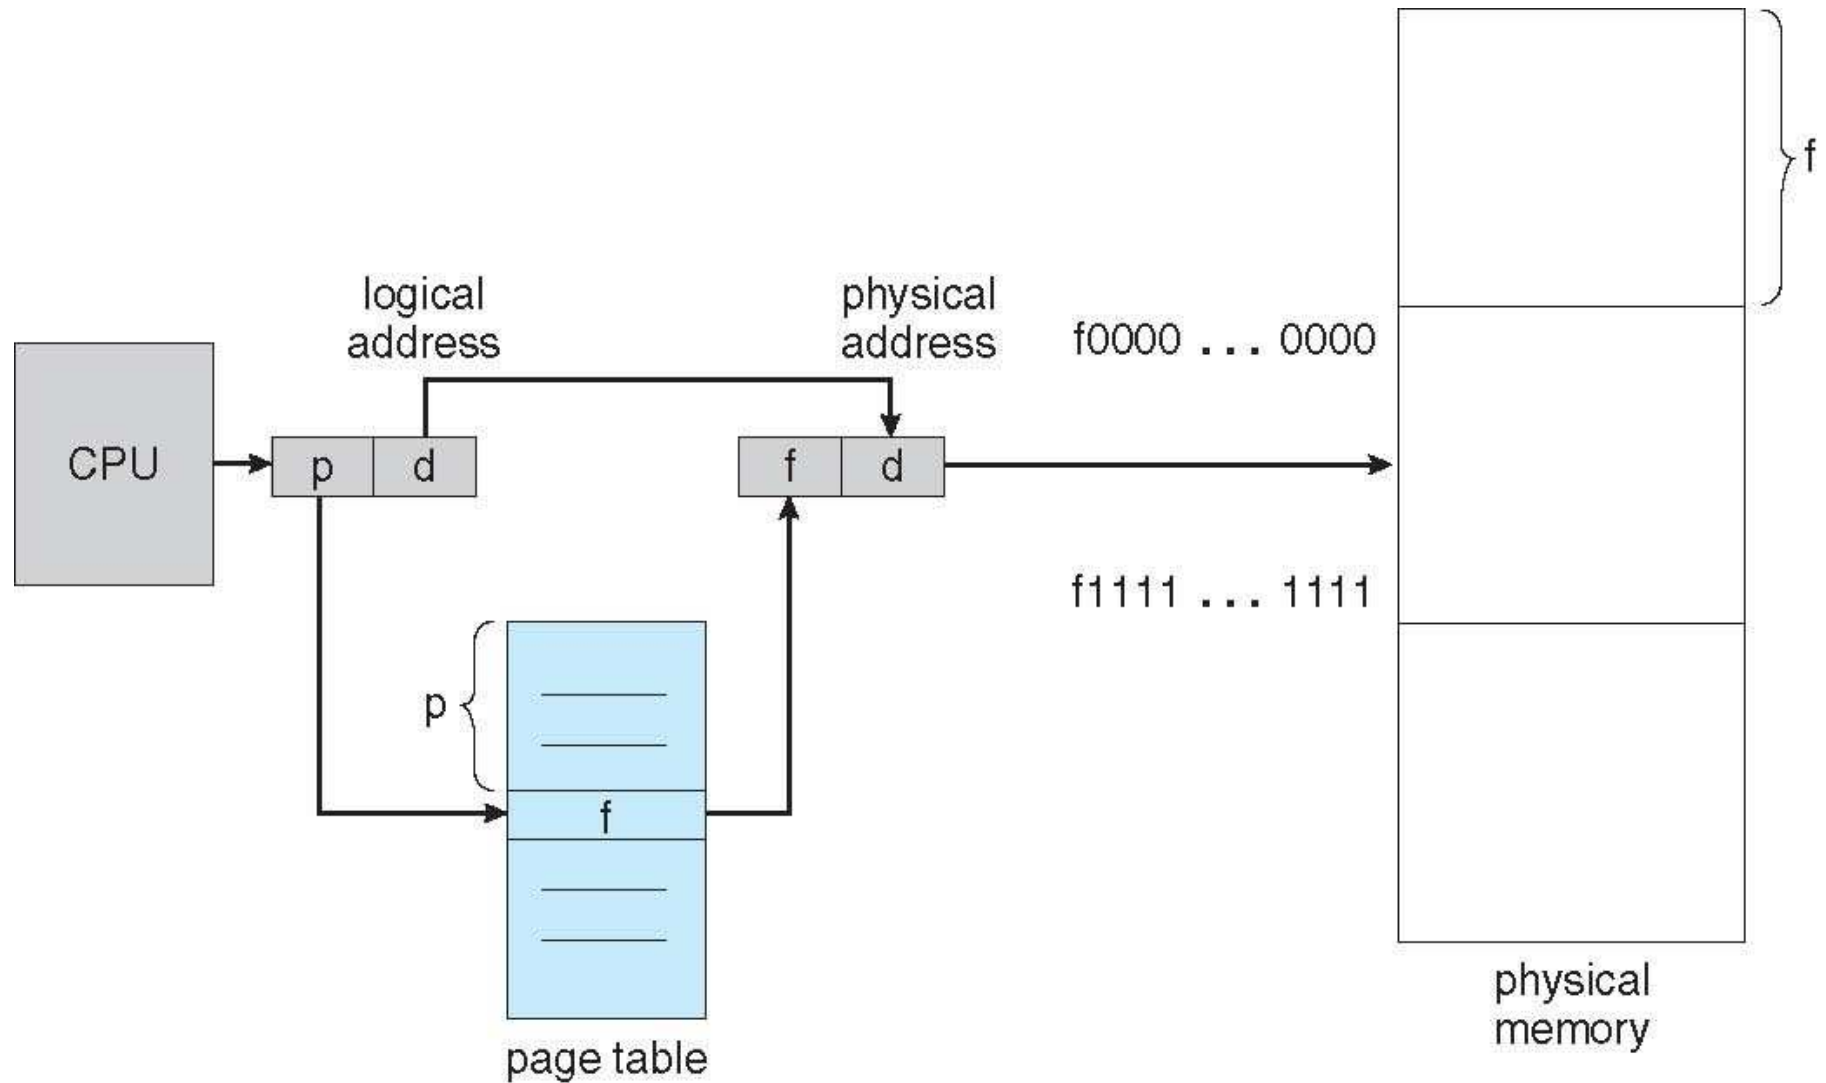 f
logical
address
physical
address
f0000 ... 0000
CPU
p
d
f
d
f1111 ... 1111
p
f
physical
memory
page table